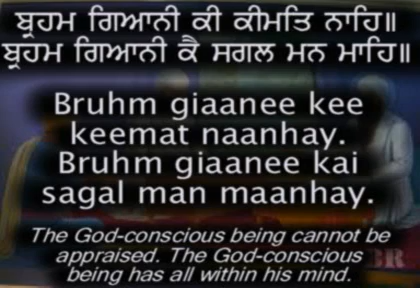 ਬ੍ਰਹਮ ਗਿਆਨੀ ਕੀ ਕੀਮਤਿ ਨਾਹਿ॥
ਬ੍ਰਹਮ ਗਿਆਨੀ ਕੈ ਸਗਲ ਮਨ ਮਾਹਿ॥
Bruhm giaanee kee
keemat naanhay.
Bruhm giaanee kai
sagal man maanhay.
The God-conscious being cannot be
appraised. The God-conscious
being has all within his mind.